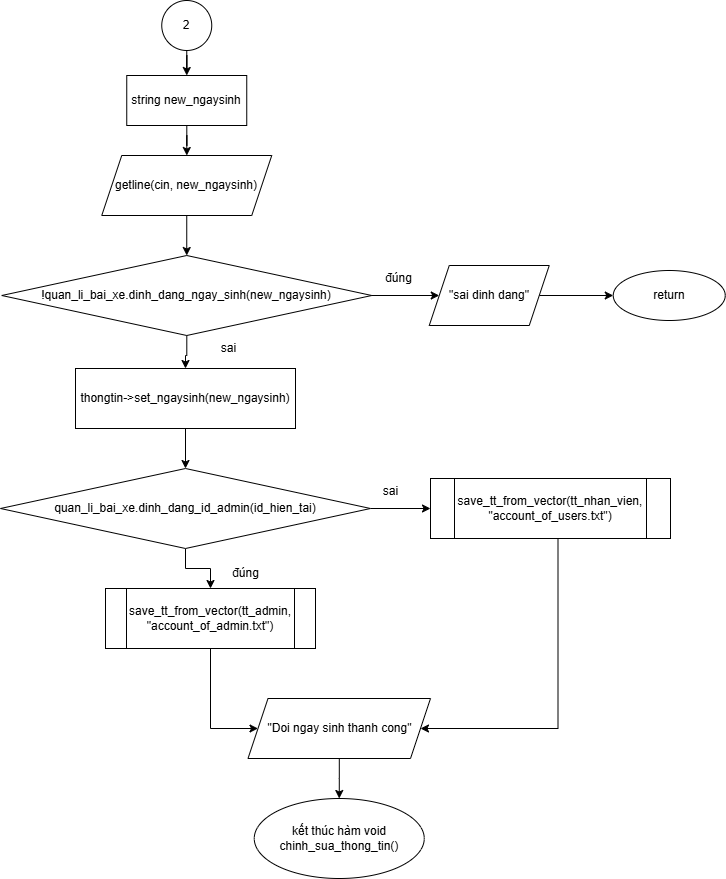 2
string new_ngaysinh
getline(cin, new_ngaysinh)
!quan_li_bai_xe.dinh_dang_ngay_sinh(new_ngaysinh)
đúng
"sai dinh dang"
return
sai
thongtin->set_ngaysinh(new_ngaysinh)
quan_li_bai_xe.dinh_dang_id_admin(id_hien_tai)
sai
save_tt_from_vector(tt_nhan_vien,
"account_of_users.txt")
đúng
save_tt_from_vector(tt_admin,
"account_of_admin.txt")
"Doi ngay sinh thanh cong"
kết thúc hàm void
chinh_sua_thong_tin()